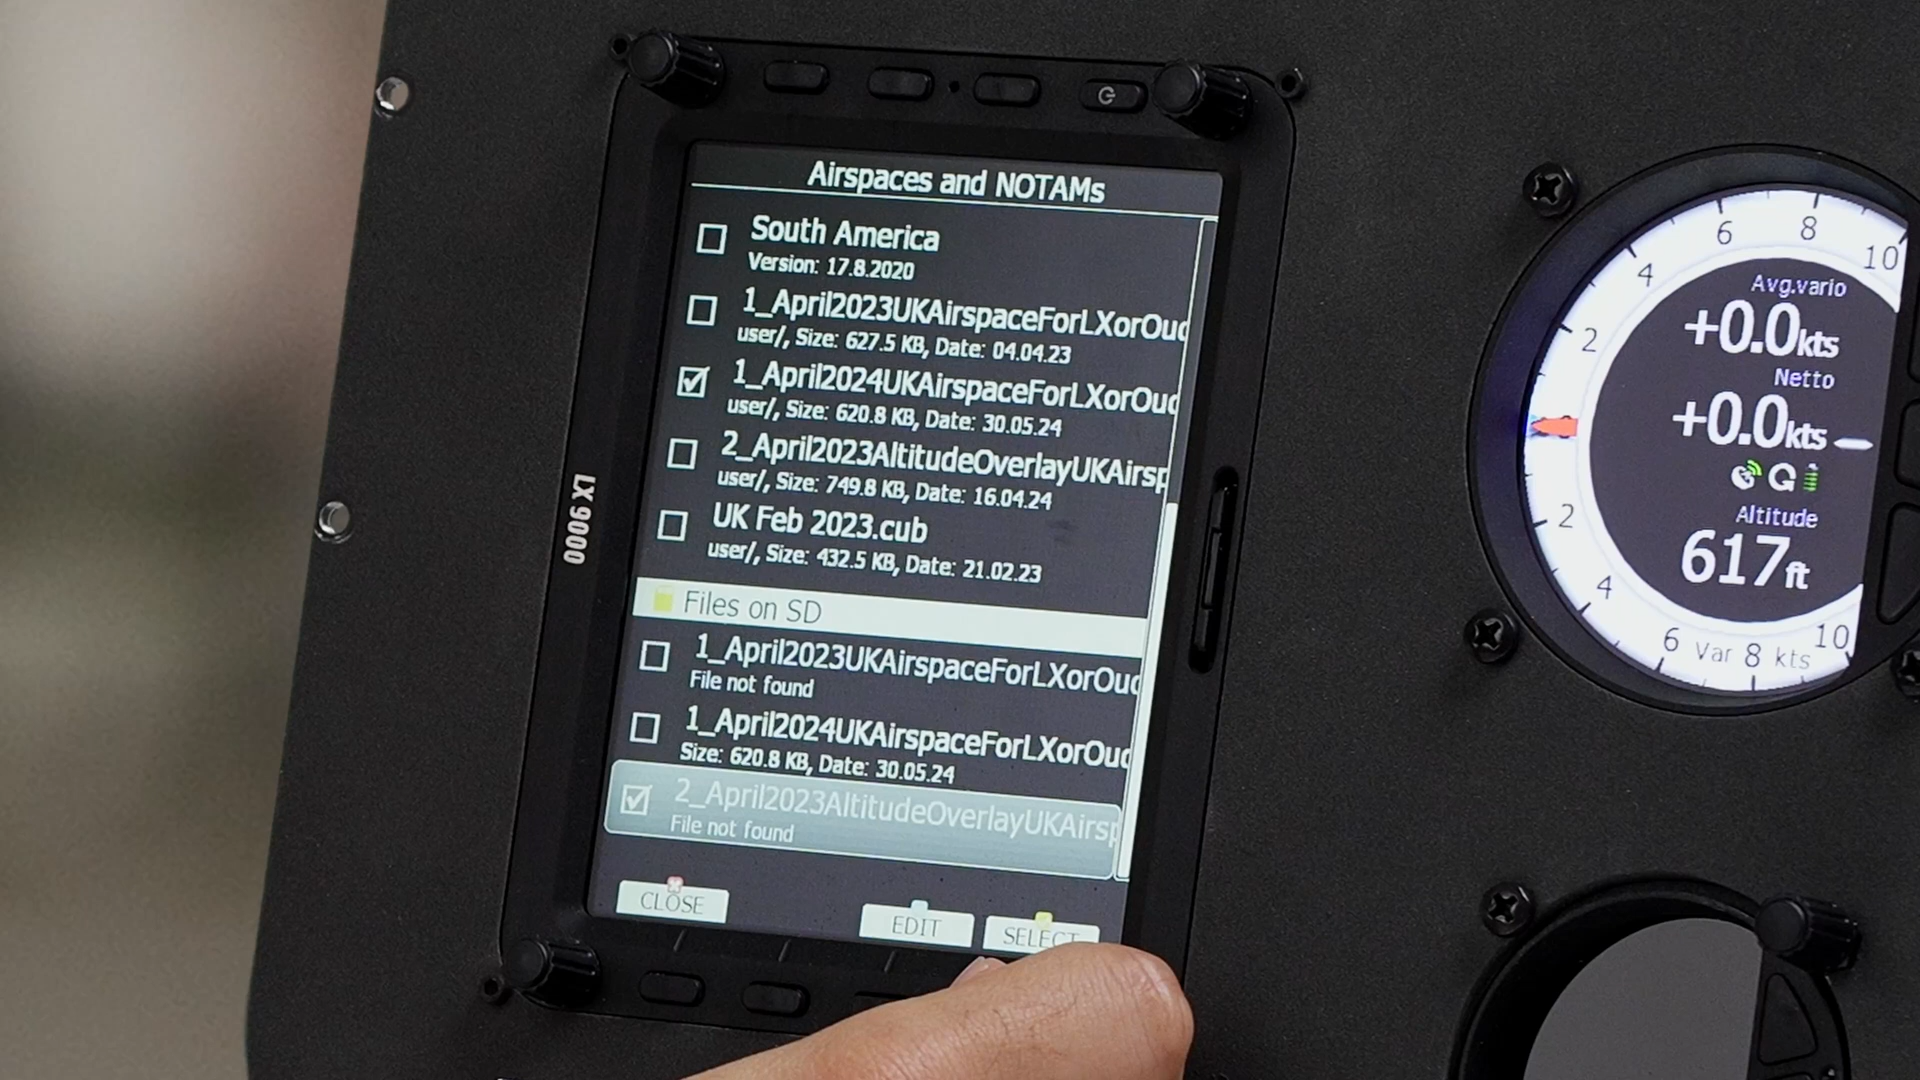 Airspaces and NOTAMs
South America
Version: 17.8.2020
1_April2023UKAirspaceForLXorOud
user/, Size: 627.5 KB, Date: 04.04.23
1_April2024UKAirspaceForLXorOud
user/, Size: 620.8 KB, Date: 30.05.24
2_April2023AltitudeOverlayUKAirsp
user/, Size: 749.8 KB, Date: 16.04.24
UK Feb 2023.cub
user/, Size: 432.5 KB, Date: 21.02.23
Files on SD
1_April2023UKAirspaceForLXorOud
File not found
1_April2024UKAirspaceForLXorOud
Size: 620.8 KB, Date: 30.05.24
2_April2023AltitudeOverlayUKAirsp
File not found
CLOSE
EDIT
SELECT
LX 9000
6
8
10
4
2
Avg.vario
+0.0kts
Netto
+0.0kts
Altitude
617ft
2
4
6
Var 8 kts
10